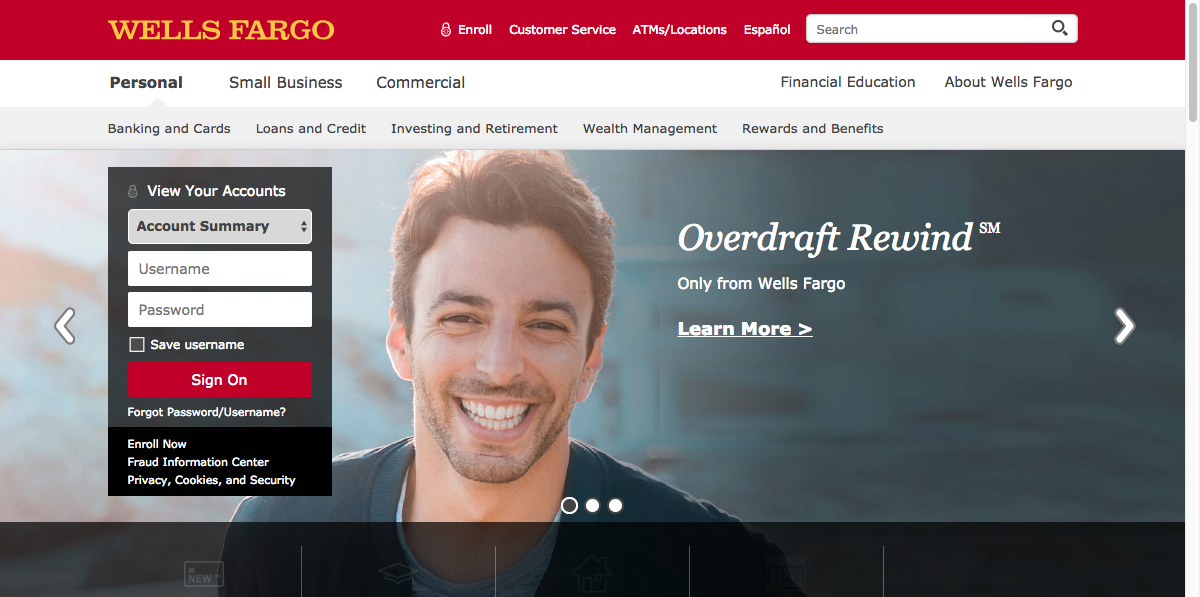 WELLS FARGO
Enroll Customer Service ATMs/Locations Español Search
Personal Small Business Commercial Financial Education About Wells Fargo
Banking and Cards Loans and Credit Investing and Retirement Wealth Management Rewards and Benefits
View Your Accounts
Account Summary
Username
Password
Save username
Sign On
Forgot Password/Username?
Enroll Now
Fraud Information Center
Privacy, Cookies, and Security
Overdraft Rewind SM
Only from Wells Fargo
Learn More >
NEW